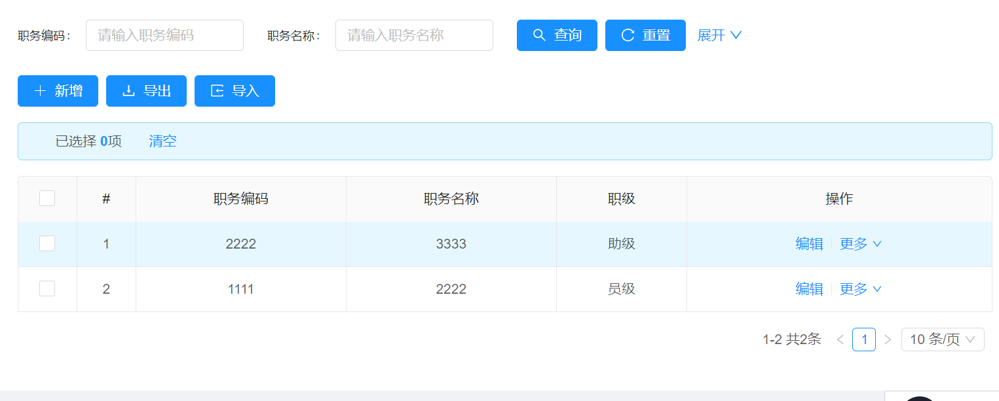 职务编码： 请输入职务编码 职务名称： 请输入职务名称 查询 重置 展开
新增 导出 导入
已选择 0项 清空
# 职务编码 职务名称 职级 操作
1 2222 3333 助级 编辑 更多
2 1111 2222 员级 编辑 更多
1-2 共2条 1 10 条/页